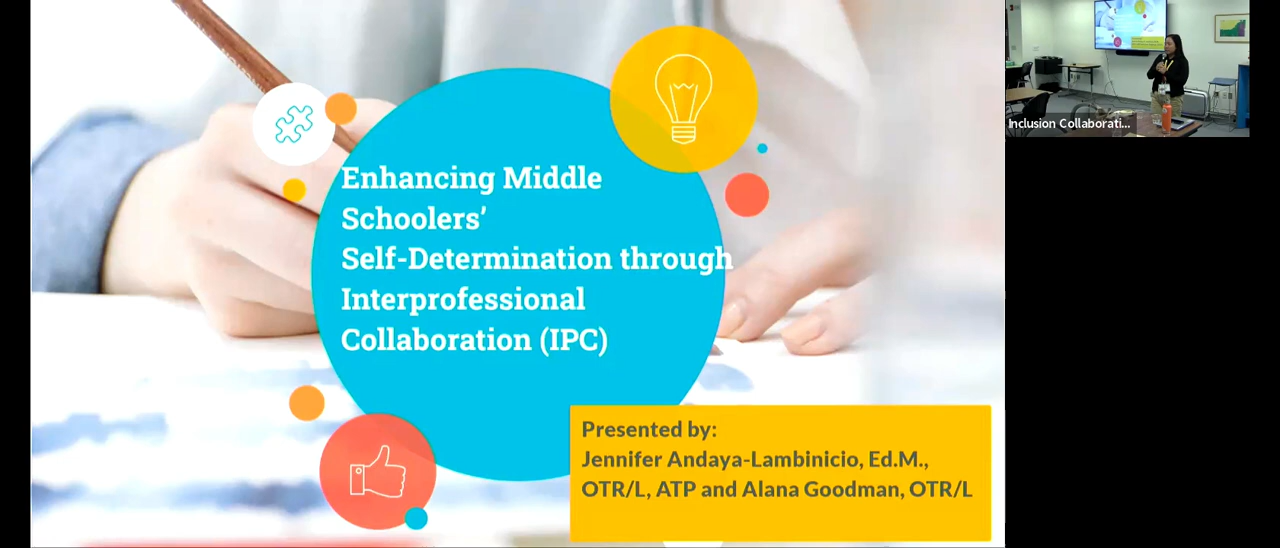 Enhancing Middle
Schoolers’
Self-Determination through
Interprofessional
Collaboration (IPC)
Presented by:
Jennifer Andaya-Lambinicio, Ed.M.,
OTR/L, ATP and Alana Goodman, OTR/L
Inclusion Collaborati...